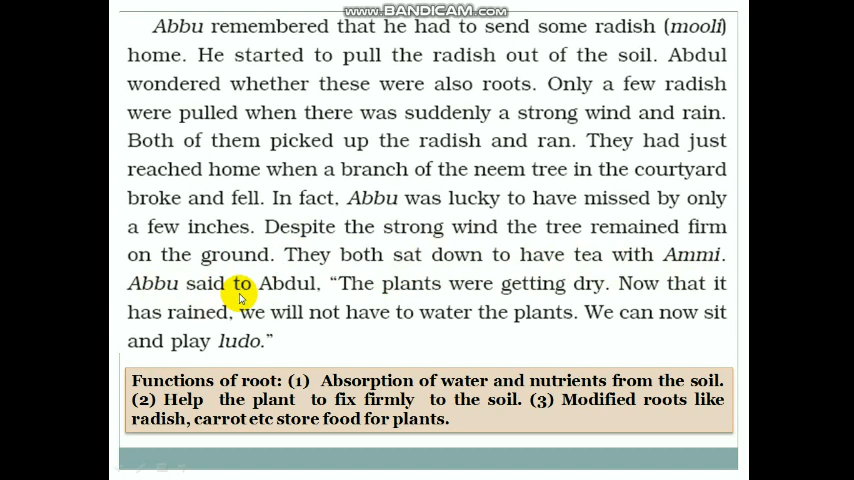 www.BANDICAM.com
Abbu remembered that he had to send some radish (mooli)
home. He started to pull the radish out of the soil. Abdul
wondered whether these were also roots. Only a few radish
were pulled when there was suddenly a strong wind and rain.
Both of them picked up the radish and ran. They had just
reached home when a branch of the neem tree in the courtyard
broke and fell. In fact, Abbu was lucky to have missed by only
a few inches. Despite the strong wind the tree remained firm
on the ground. They both sat down to have tea with Ammi.
Abbu said to Abdul, “The plants were getting dry. Now that it
has rained, we will not have to water the plants. We can now sit
and play ludo.”
Functions of root: (1) Absorption of water and nutrients from the soil.
(2) Help the plant to fix firmly to the soil. (3) Modified roots like
radish, carrot etc store food for plants.